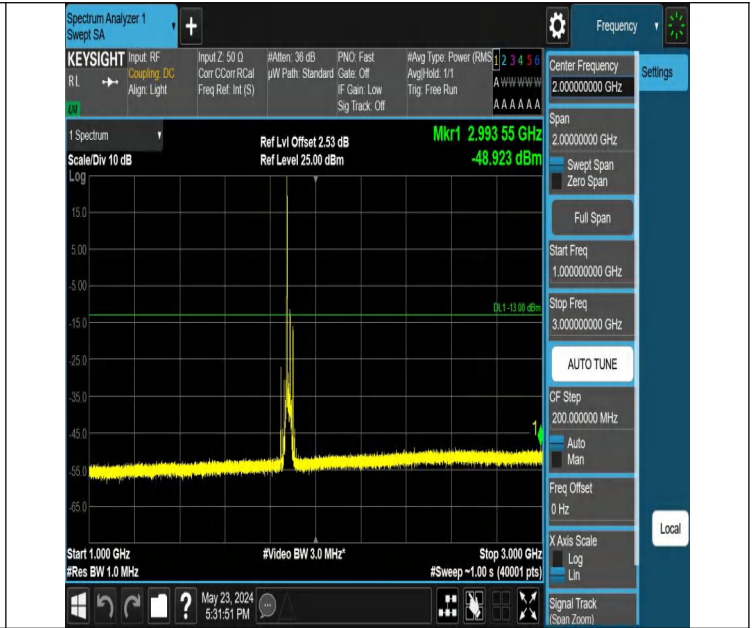 Spectrum Analyzer 1
Swept SA
Frequency
KEYSIGHT
RL
Input: RF
Coupling: DC
Align: Light
Input Z: 50 Ω
Corr CCorr RCal
Freq Ref: Int (S)
#Atten: 36 dB
µW Path: Standard
PNO: Fast
Gate: Off
IF Gain: Low
Sig Track: Off
#Avg Type: Power (RMS
Avg|Hold: 1/1
Trig: Free Run
1 2 3 4 5 6
A W W W W W
A A A A A A
1 Spectrum
Scale/Div 10 dB
Log
Ref Lvl Offset 2.53 dB
Ref Level 25.00 dBm
Mkr1 2.993 55 GHz
-48.923 dBm
15.0
5.00
-5.00
DL1 -13.00 dBm
-15.0
-25.0
-35.0
-45.0
1
-55.0
-65.0
Start 1.000 GHz
#Res BW 1.0 MHz
#Video BW 3.0 MHz*
Stop 3.000 GHz
#Sweep ~1.00 s (40001 pts)
May 23, 2024
5:31:51 PM
Center Frequency
2.000000000 GHz
Settings
Span
2.00000000 GHz
Swept Span
Zero Span
Full Span
Start Freq
1.000000000 GHz
Stop Freq
3.000000000 GHz
AUTO TUNE
CF Step
200.000000 MHz
Auto
Man
Freq Offset
0 Hz
Local
X Axis Scale
Log
Lin
Signal Track
(Span Zoom)